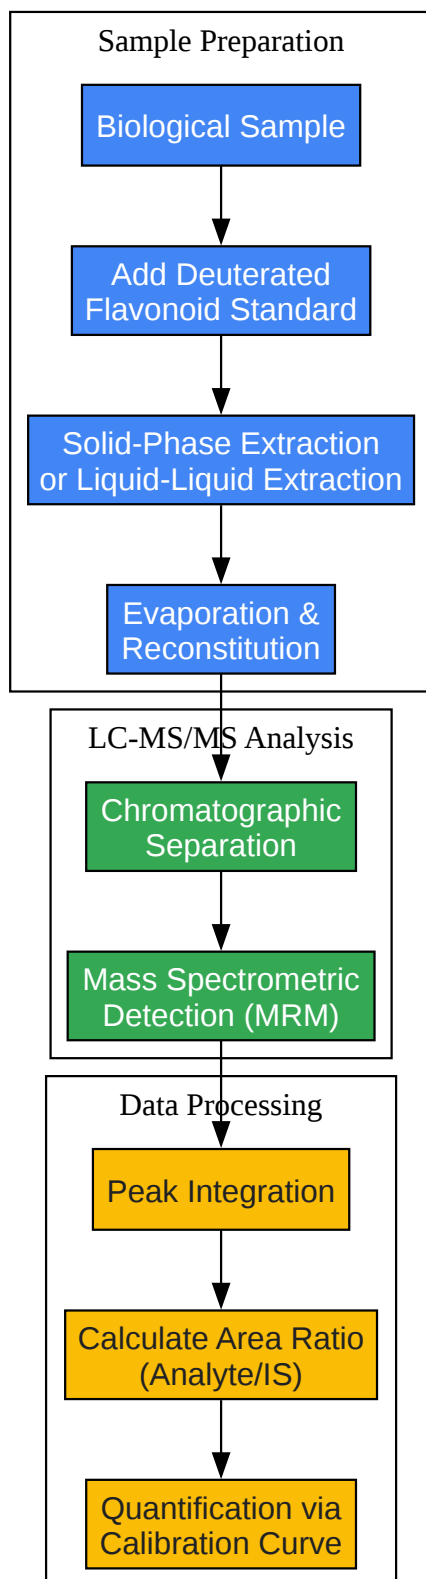 Sample Preparation
Biological Sample
Add Deuterated
Flavonoid Standard
Solid-Phase Extraction
or Liquid-Liquid Extraction
Evaporation &
Reconstitution
LC-MS/MS Analysis
Chromatographic
Separation
Mass Spectrometric
Detection (MRM)
Data Processing
Peak Integration
Calculate Area Ratio
(Analyte/IS)
Quantification via
Calibration Curve